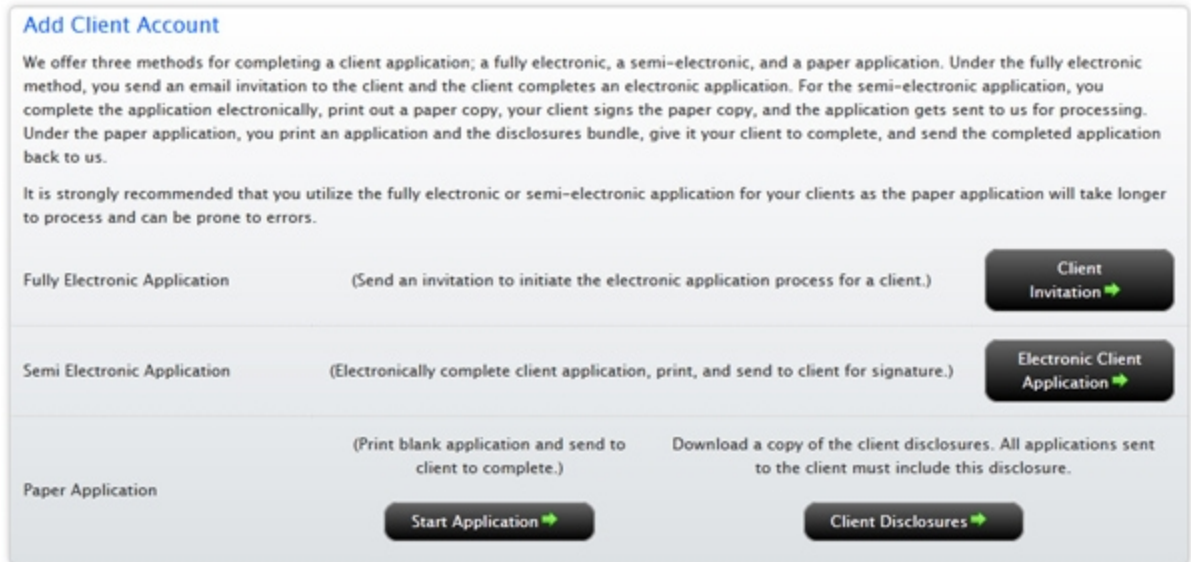 Add Client Account
We offer three methods for completing a client application; a fully electronic, a semi-electronic, and a paper application. Under the fully electronic
method, you send an email invitation to the client and the client completes an electronic application. For the semi-electronic application, you
complete the application electronically, print out a paper copy, your client signs the paper copy, and the application gets sent to us for processing.
Under the paper application, you print an application and the disclosures bundle, give it your client to complete, and send the completed application
back to us.
It is strongly recommended that you utilize the fully electronic or semi-electronic application for your clients as the paper application will take longer
to process and can be prone to errors.
Fully Electronic Application
(Send an invitation to initiate the electronic application process for a client.)
Client
Invitation
Semi Electronic Application
(Electronically complete client application, print, and send to client for signature.)
Electronic Client
Application
Paper Application
(Print blank application and send to
client to complete.)
Start Application
Download a copy of the client disclosures. All applications sent
to the client must include this disclosure.
Client Disclosures